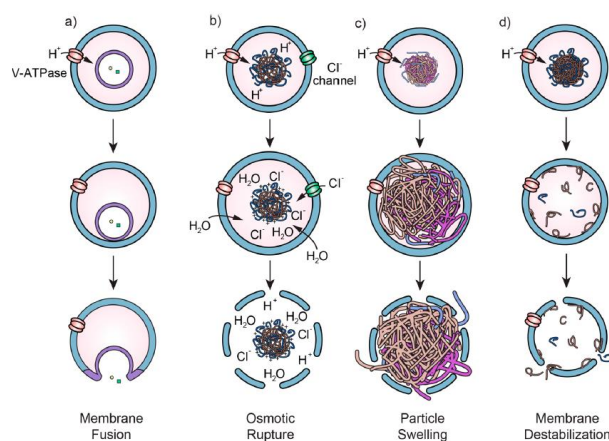 a)
H+
V-ATPase
b)
H+
H+
H+
Cl-
channel
c)
H+
d)
H+
H2O
Cl-
Cl-
H2O
Cl-
Cl-
H2O
H2O
H+
H2O
H2O
Cl-
Cl-
H+
H2O
Membrane
Fusion
Osmotic
Rupture
Particle
Swelling
Membrane
Destabilization